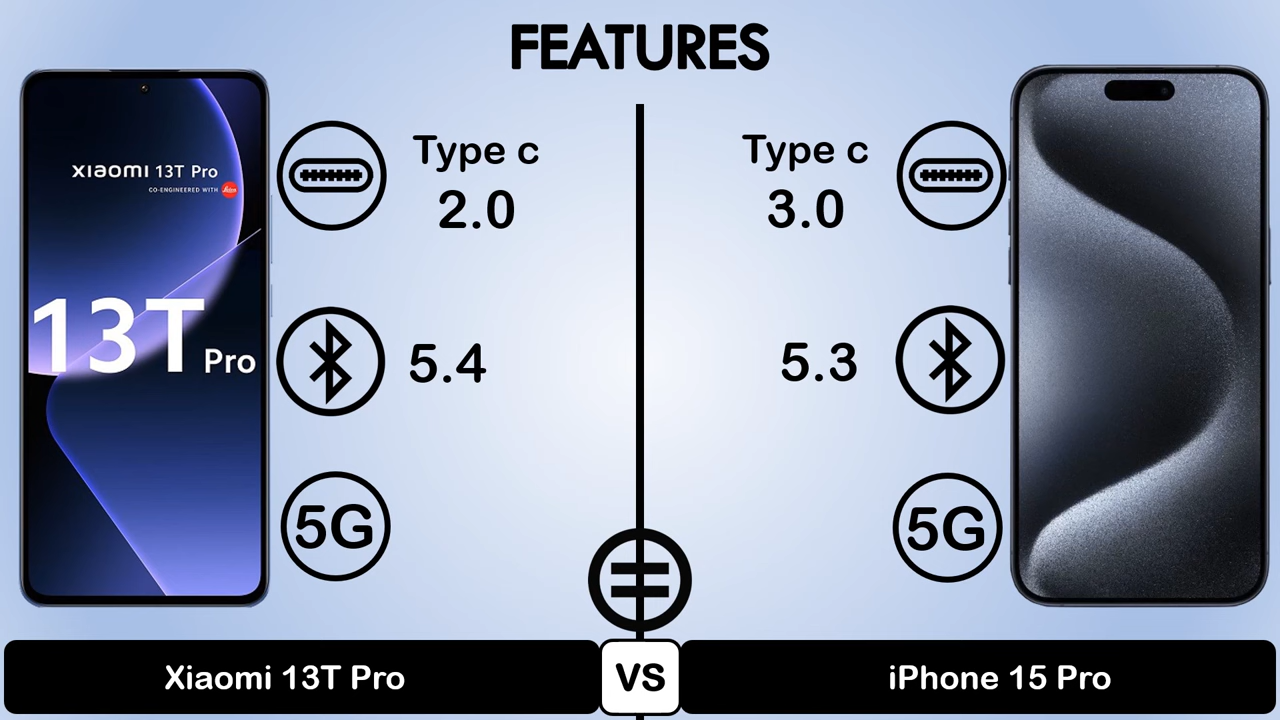 FEATURES
xiaomi 13T Pro
CO-ENGINEERED WITH Leica
13T Pro
Type c
2.0
5.4
5G
Type c
3.0
5.3
5G
Xiaomi 13T Pro
VS
iPhone 15 Pro